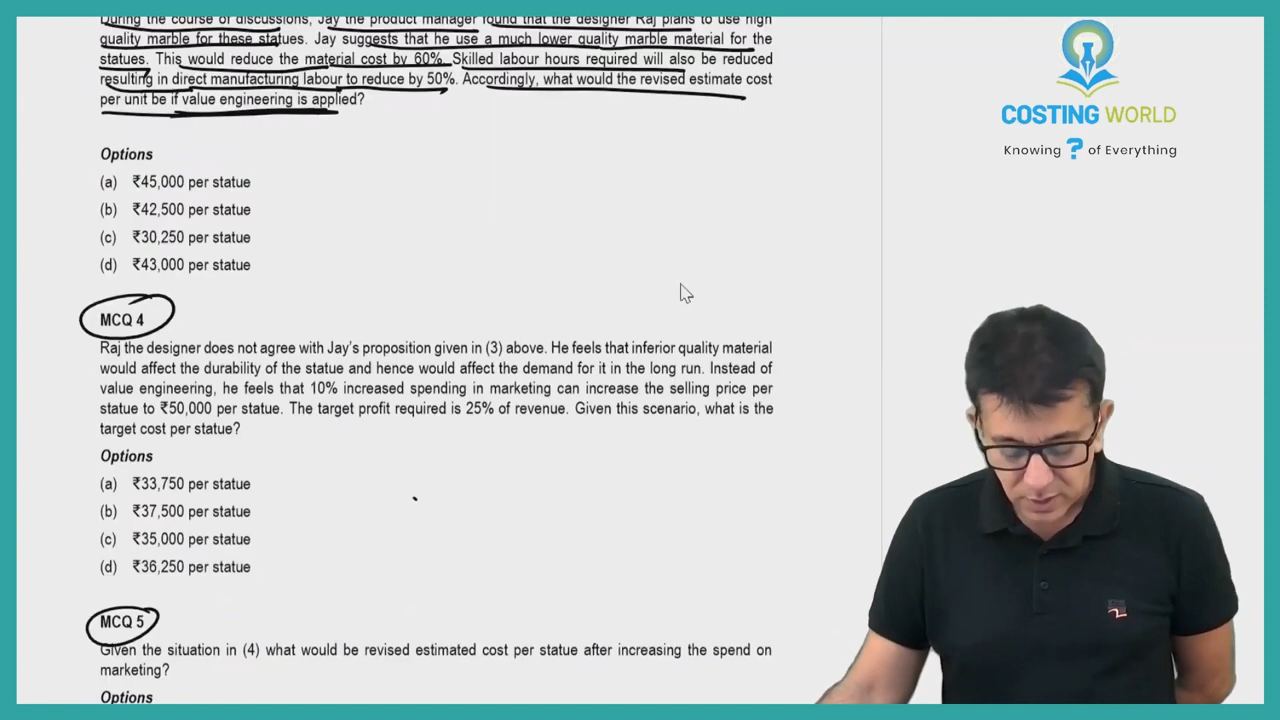 During the course of discussions, Jay the product manager found that the designer Raj plans to use high
quality marble for these statues. Jay suggests that he use a much lower quality marble material for the
statues. This would reduce the material cost by 60%. Skilled labour hours required will also be reduced
resulting in direct manufacturing labour to reduce by 50%. Accordingly, what would the revised estimate cost
per unit be if value engineering is applied?
Options
(a) ₹45,000 per statue
(b) ₹42,500 per statue
(c) ₹30,250 per statue
(d) ₹43,000 per statue
MCQ 4
Raj the designer does not agree with Jay's proposition given in (3) above. He feels that inferior quality material
would affect the durability of the statue and hence would affect the demand for it in the long run. Instead of
value engineering, he feels that 10% increased spending in marketing can increase the selling price per
statue to ₹50,000 per statue. The target profit required is 25% of revenue. Given this scenario, what is the
target cost per statue?
Options
(a) ₹33,750 per statue
(b) ₹37,500 per statue
(c) ₹35,000 per statue
(d) ₹36,250 per statue
MCQ 5
Given the situation in (4) what would be revised estimated cost per statue after increasing the spend on
marketing?
Options
COSTING WORLD
Knowing ? of Everything